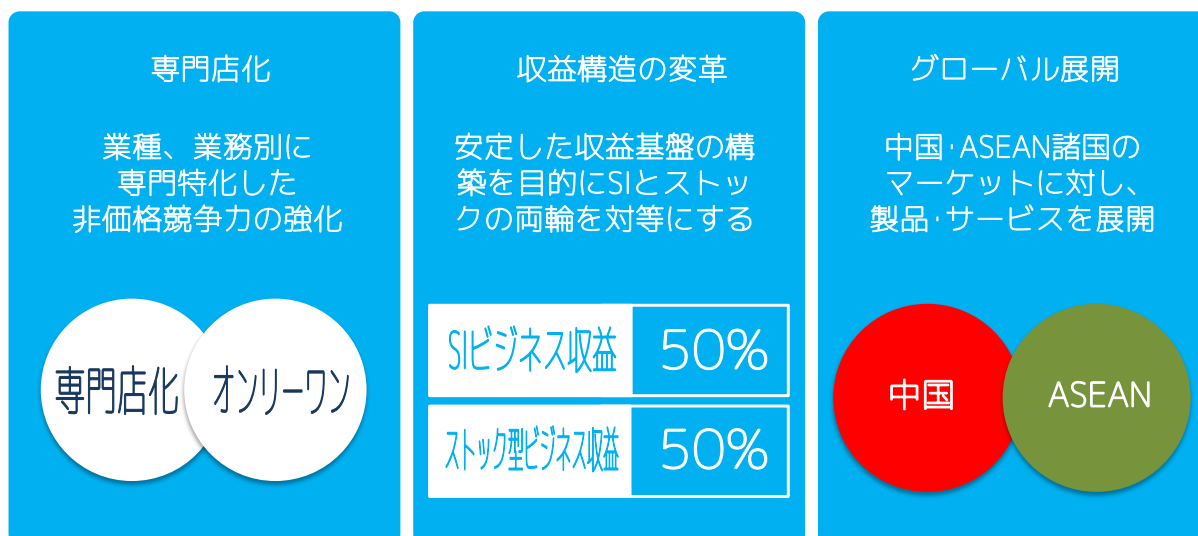 専門店化
業種、業務別に
専門特化した
非価格競争力の強化
専門店化
オンリーワン
収益構造の変革
安定した収益基盤の構
築を目的にSIとストッ
クの両輪を対等にする
SIビジネス収益 50%
ストック型ビジネス収益 50%
グローバル展開
中国・ASEAN諸国の
マーケットに対し、
製品・サービスを展開
中国
ASEAN